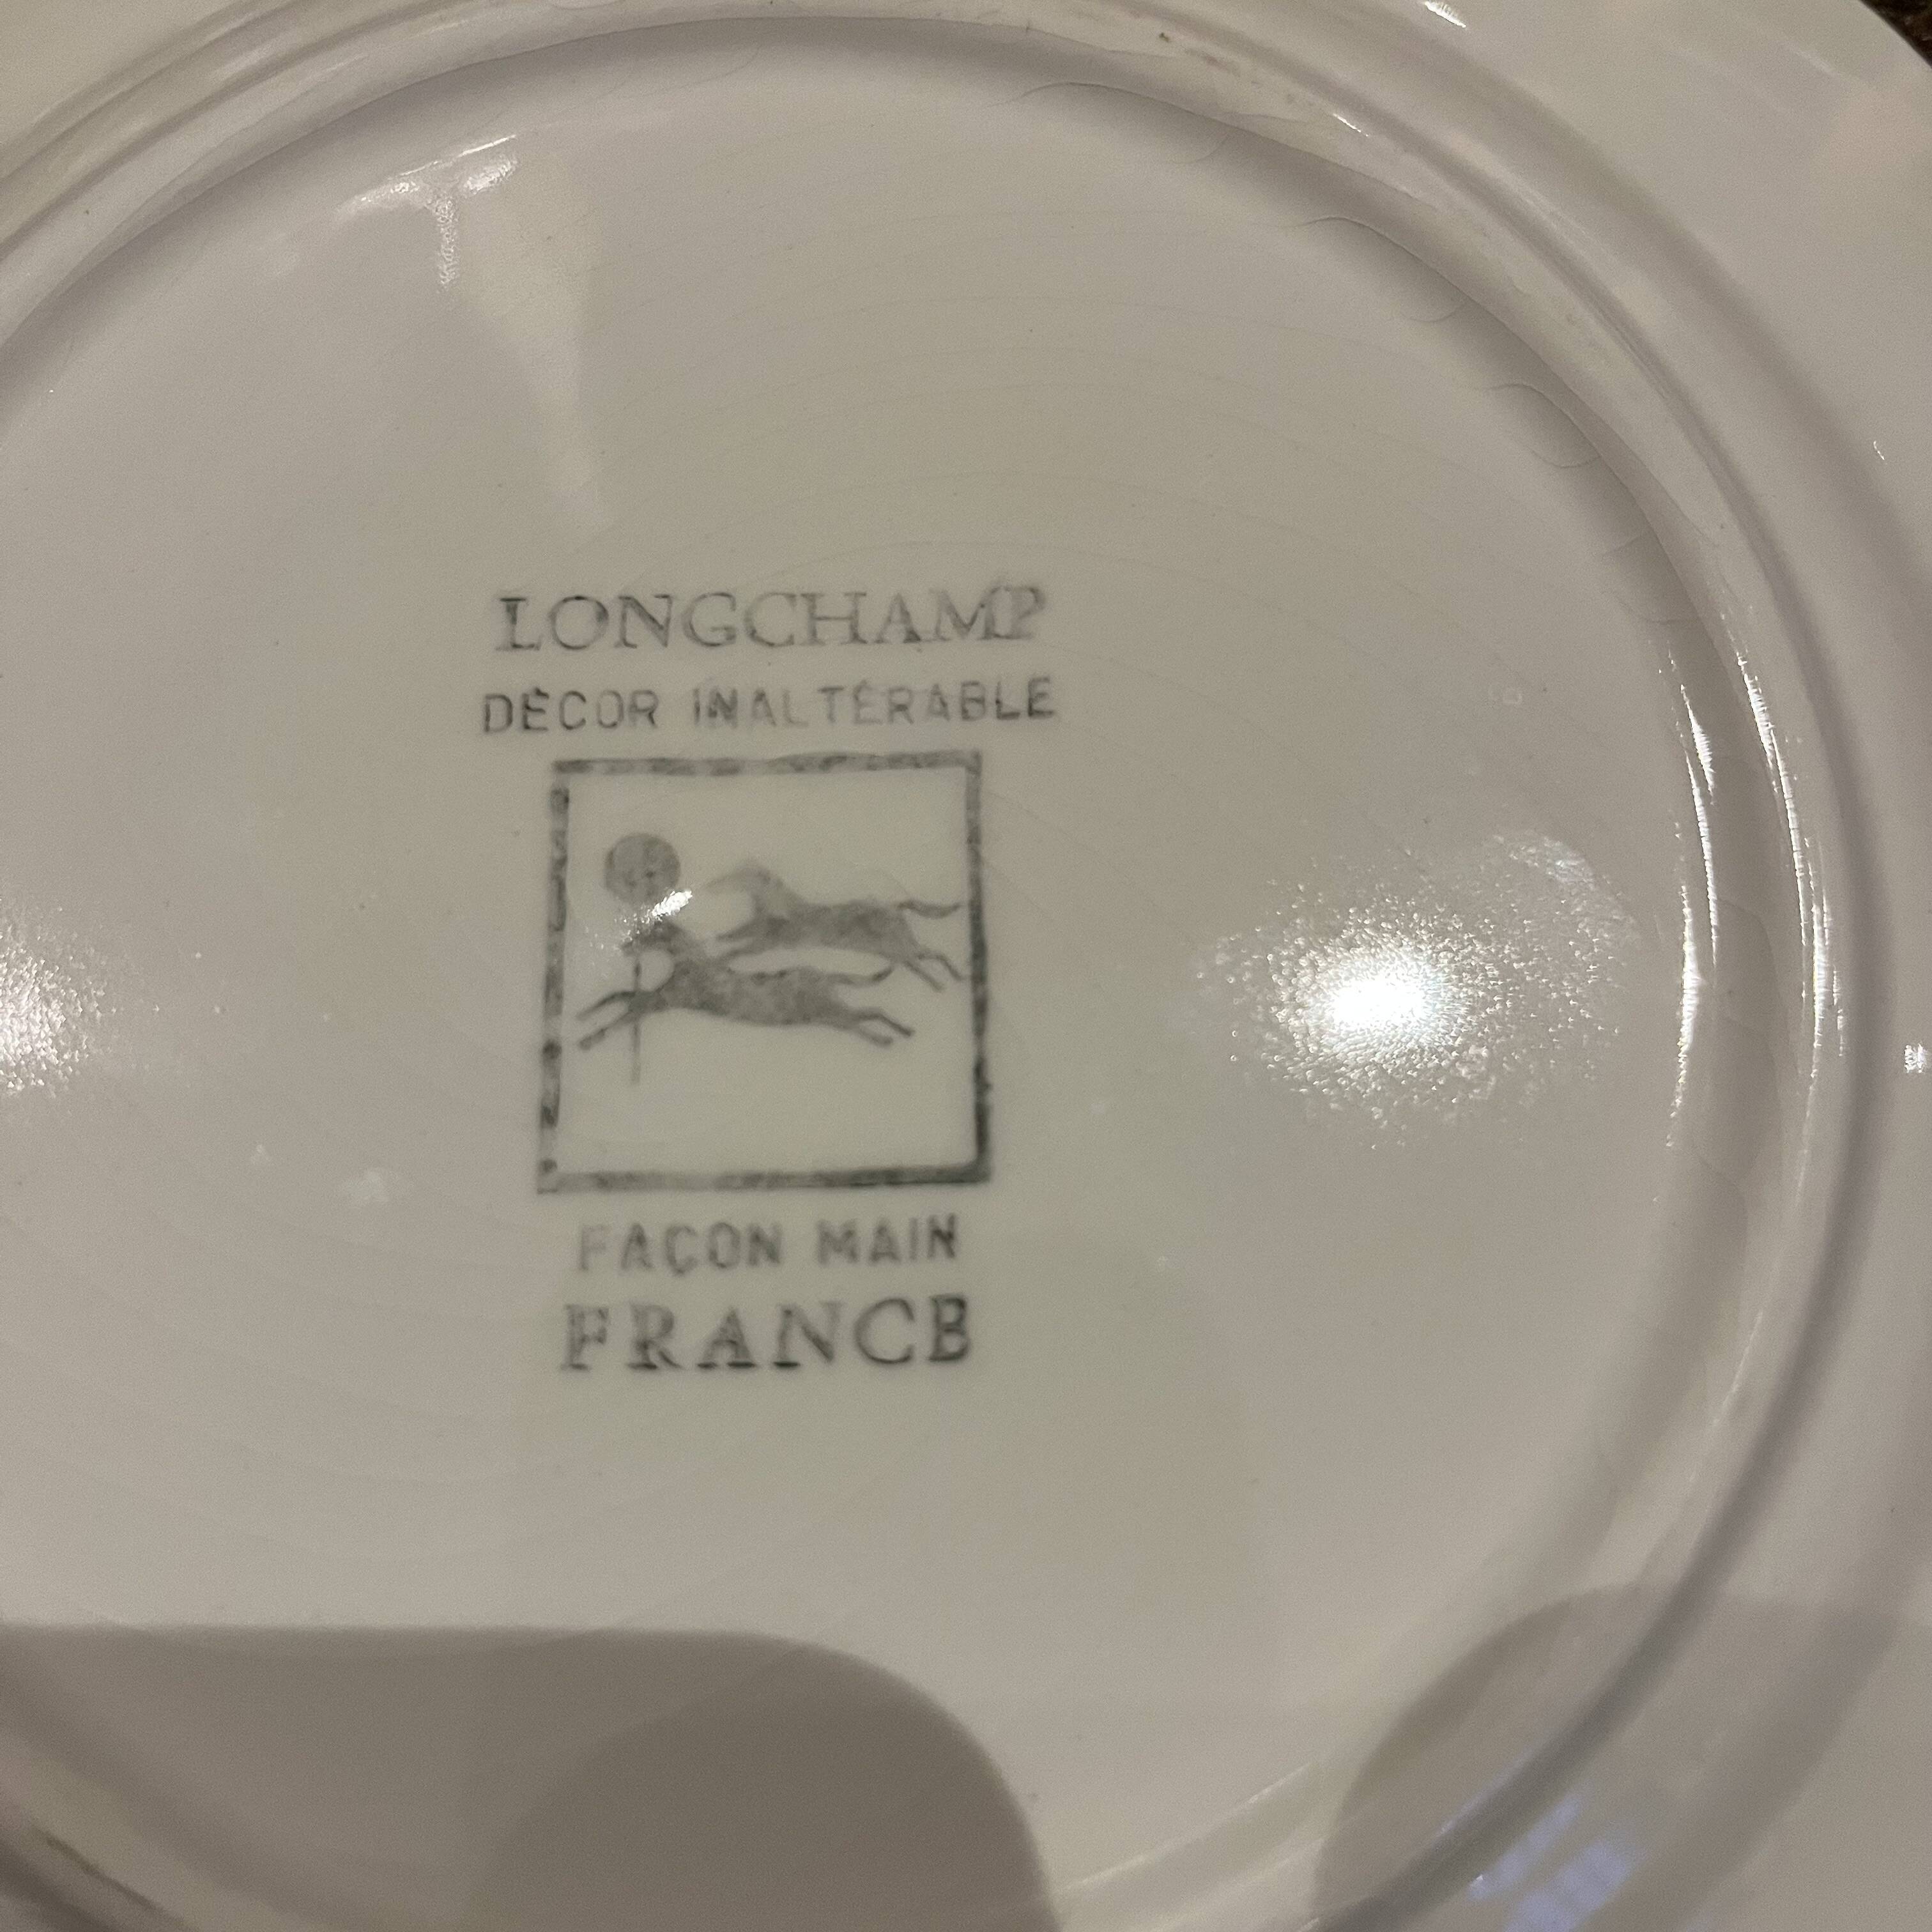 LONGCHAMP
DÉCOR INALTÉRABLE
FAÇON MAIN
FRANCE